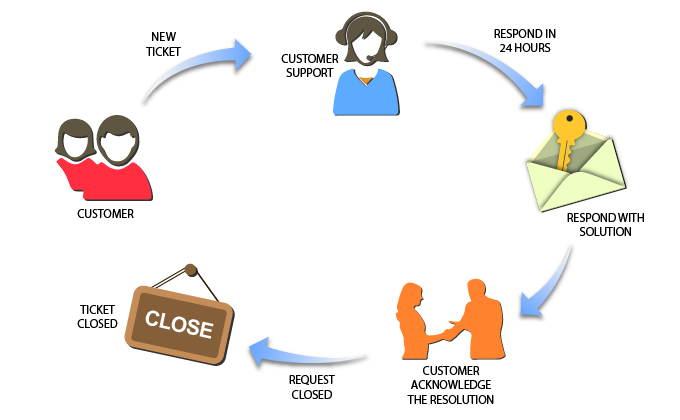 NEW
TICKET
CUSTOMER
SUPPORT
RESPOND IN
24 HOURS
CUSTOMER
RESPOND WITH
SOLUTION
TICKET
CLOSED
CLOSE
REQUEST
CLOSED
CUSTOMER
ACKNOWLEDGE
THE RESOLUTION